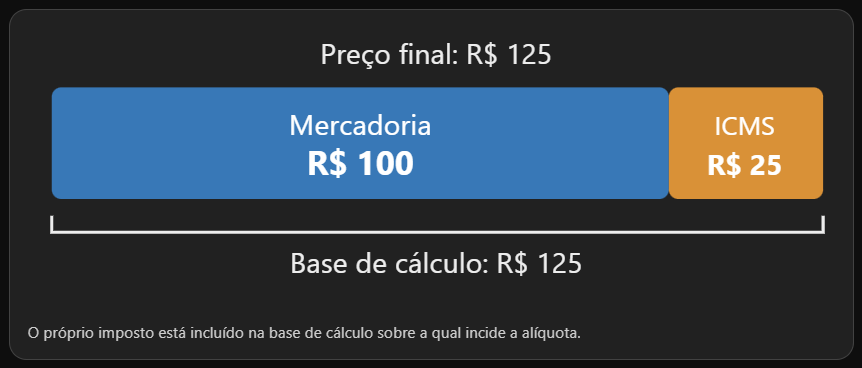 Preço final: R$ 125
Mercadoria
R$ 100
ICMS
R$ 25
Base de cálculo: R$ 125
O próprio imposto está incluído na base de cálculo sobre a qual incide a alíquota.